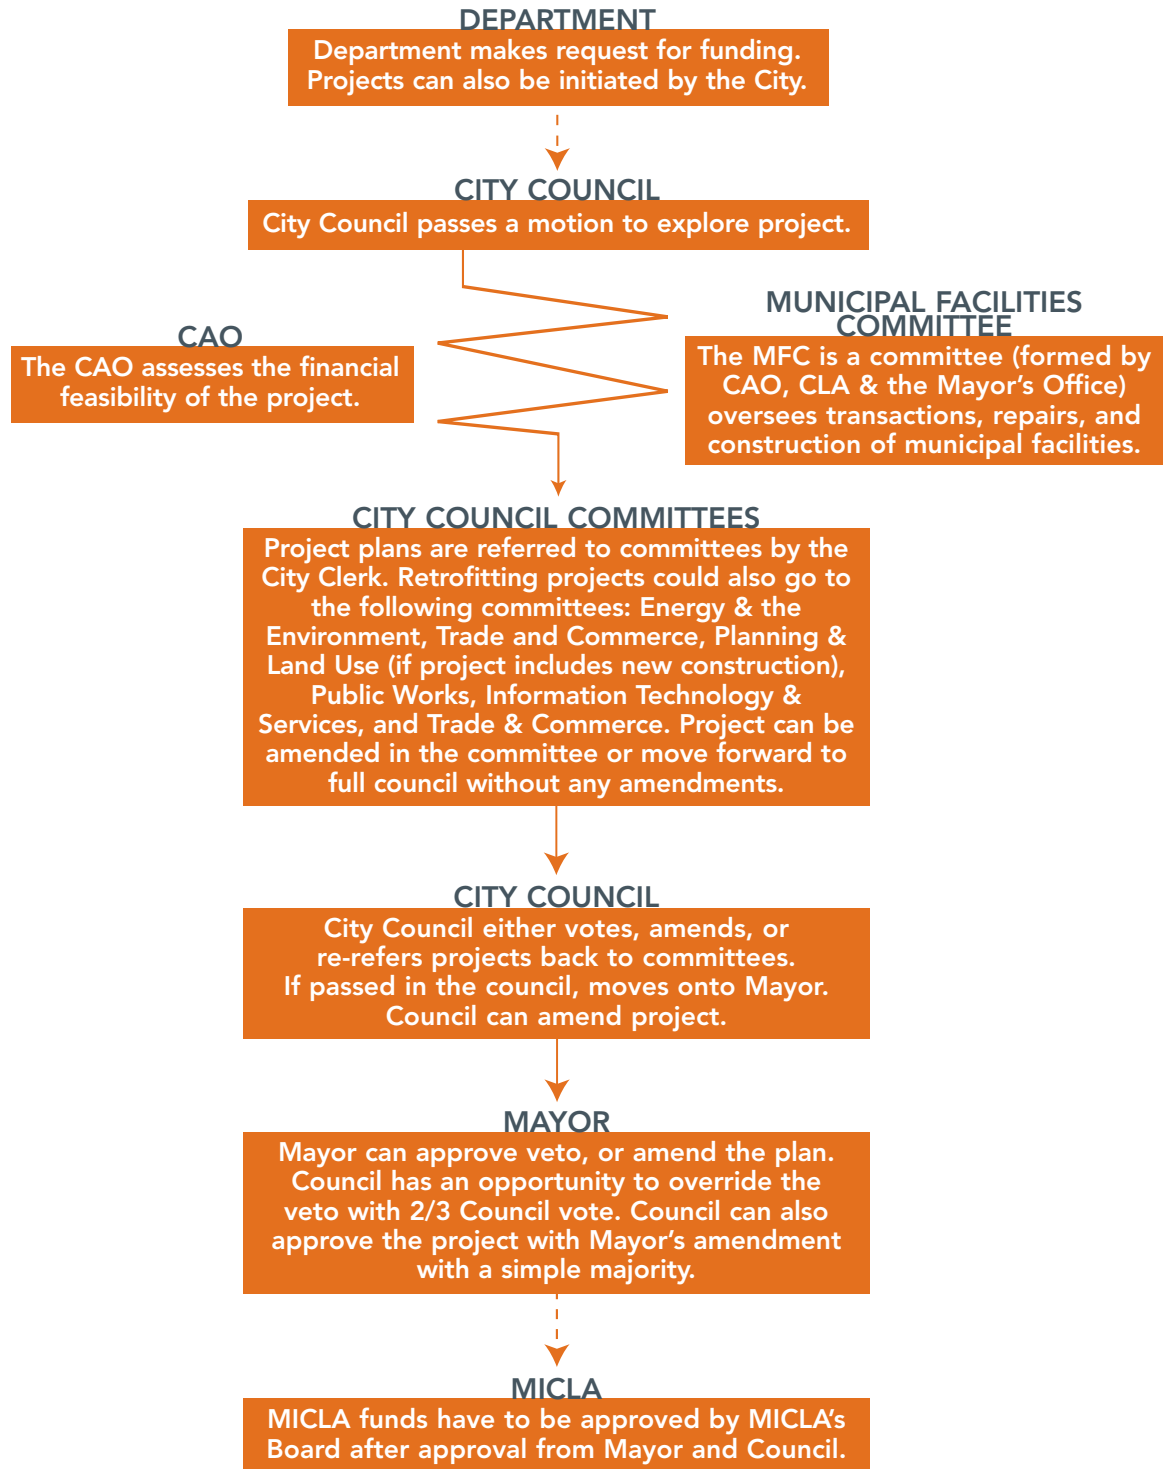 DEPARTMENT
Department makes request for funding.
Projects can also be initiated by the City.
CITY COUNCIL
City Council passes a motion to explore project.
CAO
The CAO assesses the financial
feasibility of the project.
MUNICIPAL FACILITIES
COMMITTEE
The MFC is a committee (formed by
CAO, CLA & the Mayor’s Office)
oversees transactions, repairs, and
construction of municipal facilities.
CITY COUNCIL COMMITTEES
Project plans are referred to committees by the
City Clerk. Retrofitting projects could also go to
the following committees: Energy & the
Environment, Trade and Commerce, Planning &
Land Use (if project includes new construction),
Public Works, Information Technology &
Services, and Trade & Commerce. Project can be
amended in the committee or move forward to
full council without any amendments.
CITY COUNCIL
City Council either votes, amends, or
re-refers projects back to committees.
If passed in the council, moves onto Mayor.
Council can amend project.
MAYOR
Mayor can approve veto, or amend the plan.
Council has an opportunity to override the
veto with 2/3 Council vote. Council can also
approve the project with Mayor’s amendment
with a simple majority.
MICLA
MICLA funds have to be approved by MICLA’s
Board after approval from Mayor and Council.